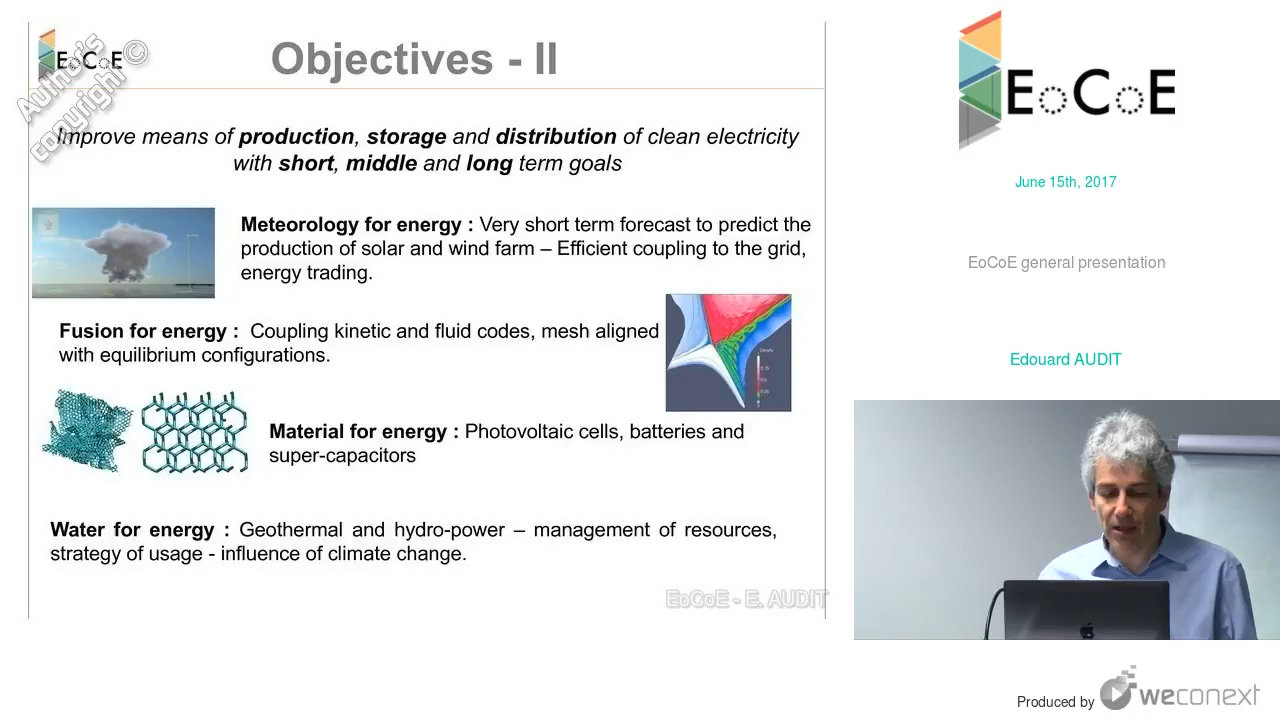 Author's
copyright ©
EoCoE
Objectives - II
Improve means of production, storage and distribution of clean electricity
with short, middle and long term goals
Meteorology for energy : Very short term forecast to predict the
production of solar and wind farm – Efficient coupling to the grid,
energy trading.
Fusion for energy : Coupling kinetic and fluid codes, mesh aligned
with equilibrium configurations.
Material for energy : Photovoltaic cells, batteries and
super-capacitors
Water for energy : Geothermal and hydro-power – management of resources,
strategy of usage - influence of climate change.
EoCoE - E. AUDIT
EoCoE
June 15th, 2017
EoCoE general presentation
Edouard AUDIT
Produced by weconext